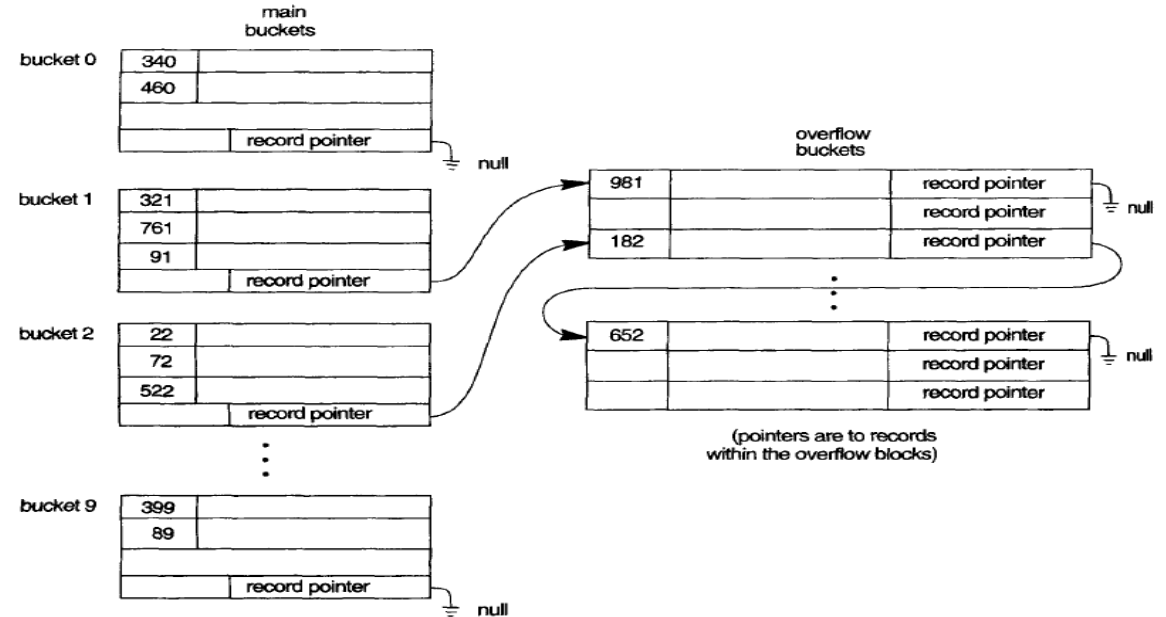 main
buckets
bucket 0
340
460
record pointer
null
bucket 1
321
761
91
record pointer
bucket 2
22
72
522
record pointer
bucket 9
399
89
record pointer
null
overflow
buckets
981
record pointer
null
record pointer
182
record pointer
652
record pointer
null
record pointer
record pointer
(pointers are to records
within the overflow blocks)